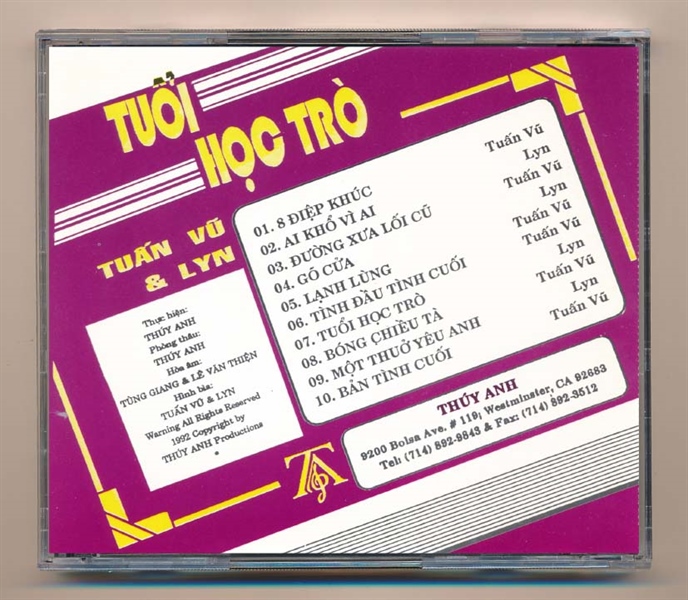 TUỔI
HỌC TRÒ
TUẤN VŨ
& LYN
01. 8 ĐIỆP KHÚC Tuấn Vũ
02. AI KHỔ VÌ AI Lyn
03. ĐƯỜNG XƯA LỐI CŨ Tuấn Vũ
04. GÕ CỬA Lyn
05. LẠNH LÙNG Tuấn Vũ
06. TÌNH ĐẦU TÌNH CUỐI Tuấn Vũ
07. TUỔI HỌC TRÒ Lyn
08. BÓNG CHIỀU TÀ Tuấn Vũ
09. MỘT THUỞ YÊU ANH Lyn
10. BẢN TÌNH CUỐI Tuấn Vũ
Thực hiện:
THÚY ANH
Phòng thâu:
THÚY ANH
Hòa âm:
TÙNG GIANG & LÊ VĂN THIỆN
Hình bìa:
TUẤN VŨ & LYN
Warning All Rights Reserved
1992 Copyright by
THÚY ANH Productions
THÚY ANH
9200 Bolsa Ave. # 119, Westminster, CA 92683
Tel: (714) 892-9843 & Fax: (714) 892-3512
TA